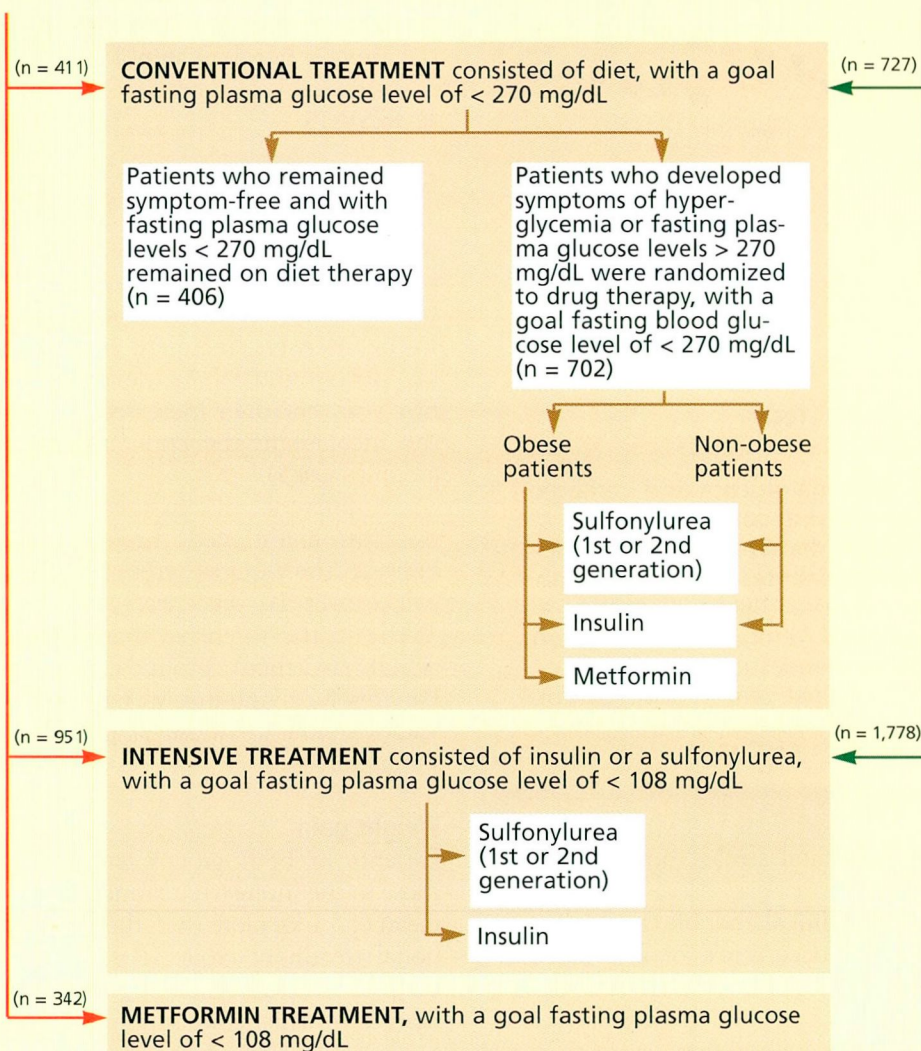 (n = 411)
CONVENTIONAL TREATMENT consisted of diet, with a goal
fasting plasma glucose level of < 270 mg/dL
(n = 727)
Patients who remained
symptom-free and with
fasting plasma glucose
levels < 270 mg/dL
remained on diet therapy
(n = 406)
Patients who developed
symptoms of hyper-
glycemia or fasting plas-
ma glucose levels > 270
mg/dL were randomized
to drug therapy, with a
goal fasting blood glu-
cose level of < 270 mg/dL
(n = 702)
Obese
patients
Non-obese
patients
Sulfonylurea
(1st or 2nd
generation)
Insulin
Metformin
(n = 951)
INTENSIVE TREATMENT consisted of insulin or a sulfonylurea,
with a goal fasting plasma glucose level of < 108 mg/dL
(n = 1,778)
Sulfonylurea
(1st or 2nd
generation)
Insulin
(n = 342)
METFORMIN TREATMENT, with a goal fasting plasma glucose
level of < 108 mg/dL